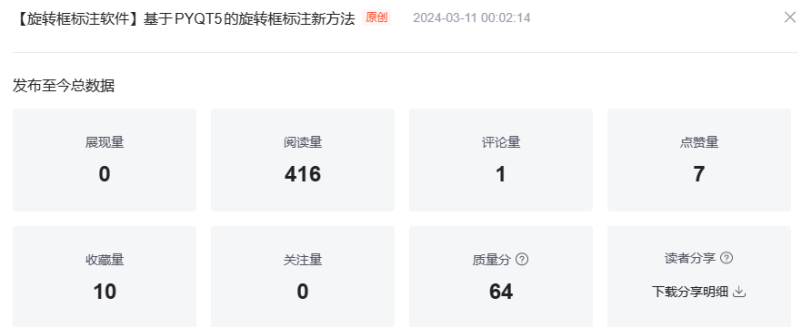 【旋转框标注软件】基于PYQT5的旋转框标注新方法 原创 2024-03-11 00:02:14
发布至今总数据
展现量 阅读量 评论量 点赞量
0 416 1 7
收藏量 关注量 质量分 读者分享
10 0 64 下载分享明细